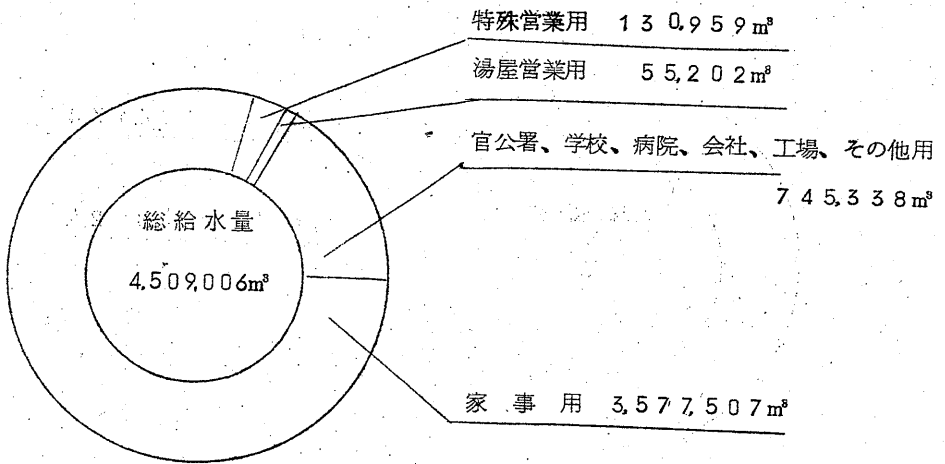 特殊営業用 130,959m³
湯屋営業用 55,202m³
官公署、学校、病院、会社、工場、その他用
745,338m³
総給水量
4,509,006m³
家事用 3,577,507m³